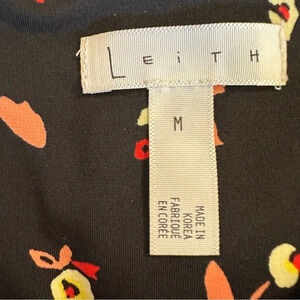 LEiTH
M
MADE IN
KOREA
FABRIQUÉ
EN CORÉE